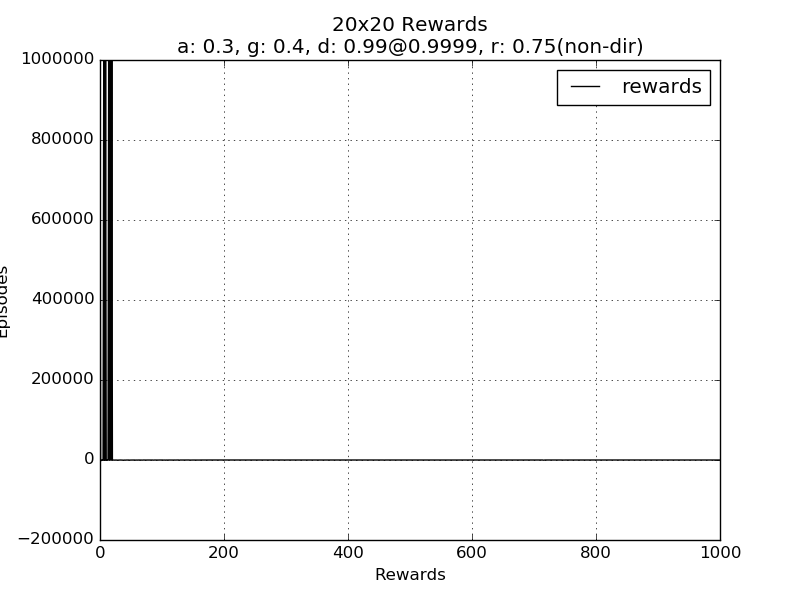 20x20 Rewards
a: 0.3, g: 0.4, d: 0.99@0.9999, r: 0.75(non-dir)
rewards
1000000
800000
600000
400000
200000
0
−200000
Episodes
0 200 400 600 800 1000
Rewards